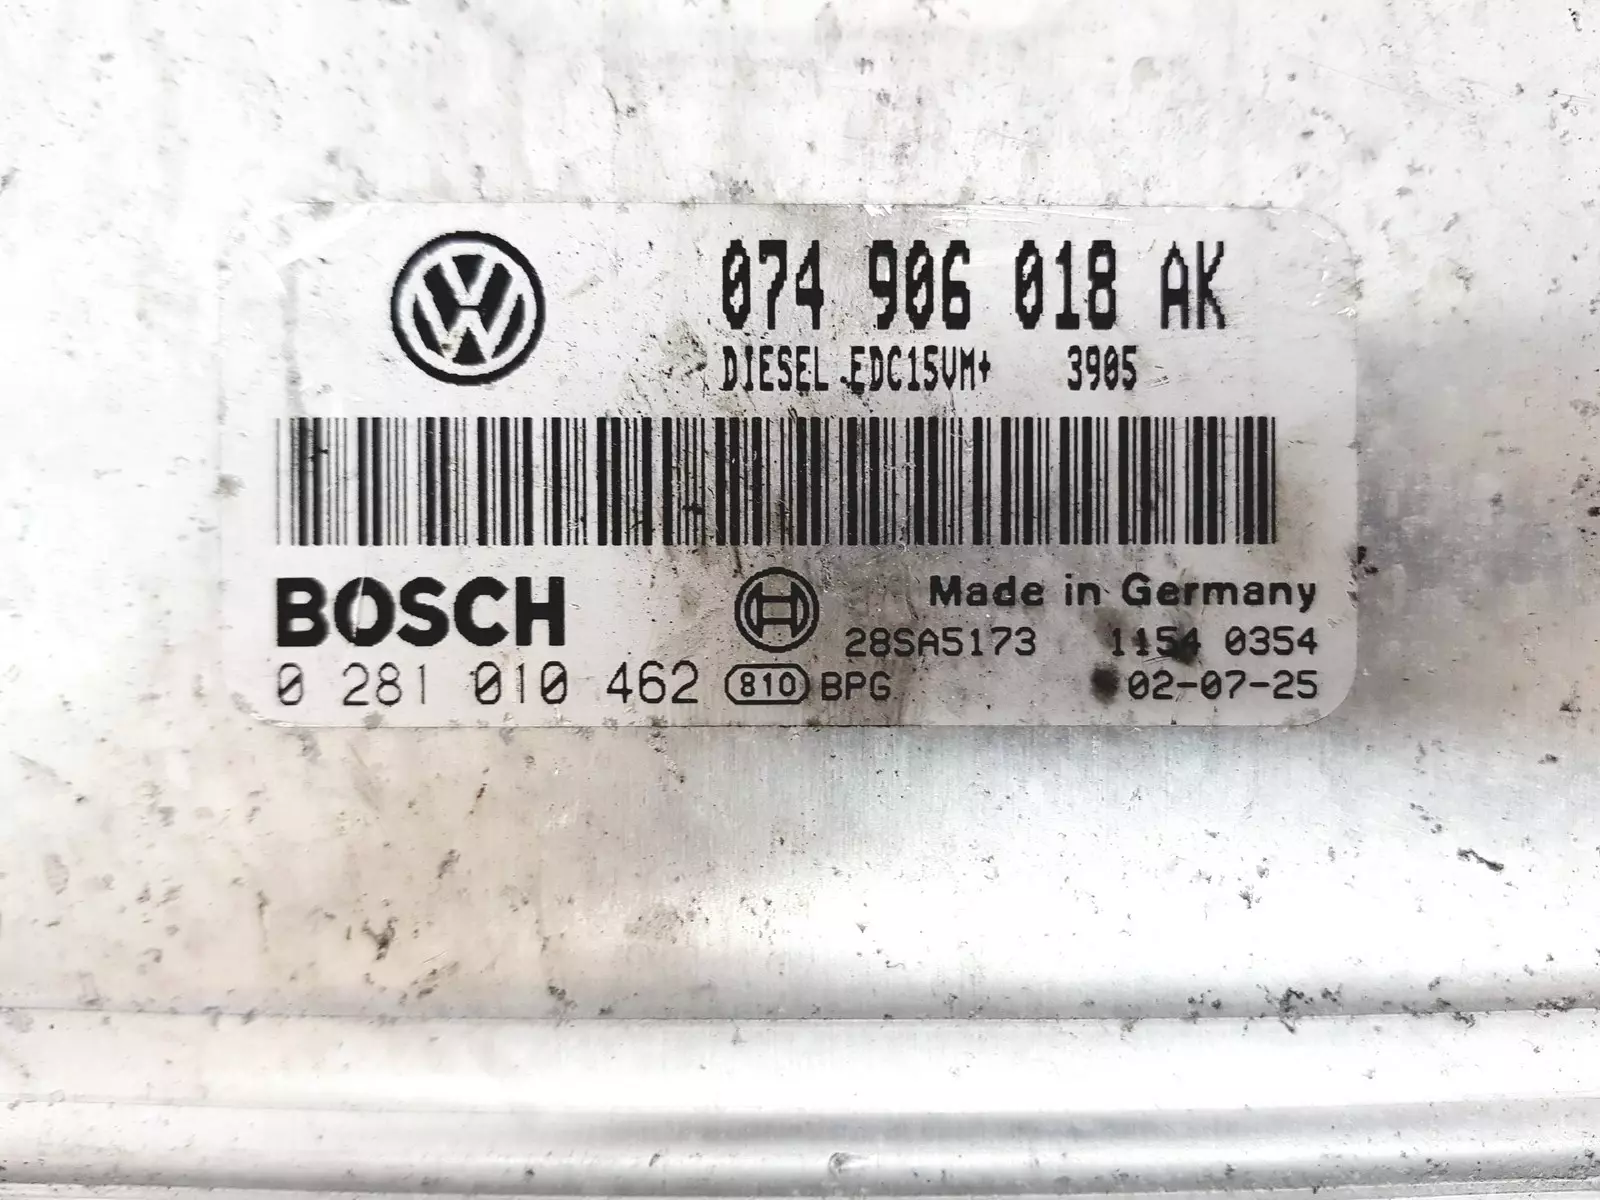 074 906 018 AK
DIESEL EDC15VM+ 3905
BOSCH
Made in Germany
28SA5173 1154 0354
0 281 010 462 810 BPG 02-07-25